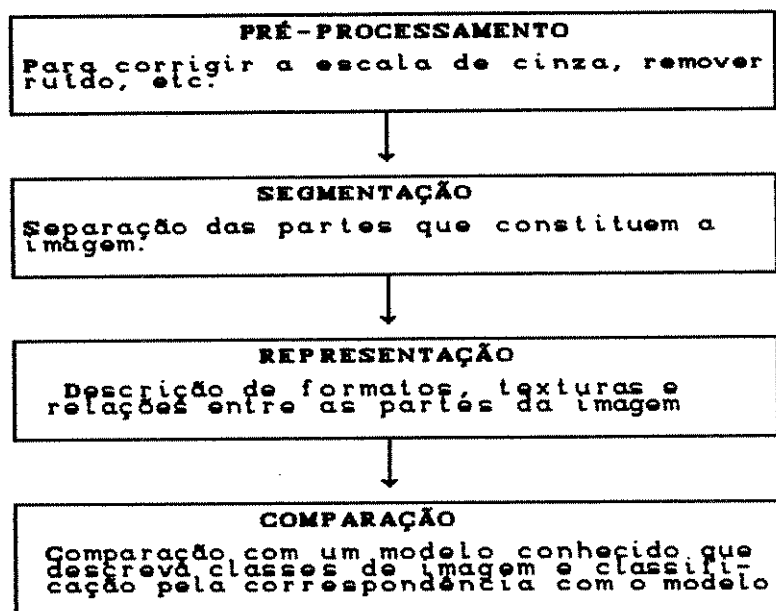 PRÉ-PROCESSAMENTO
Para corrigir a escala de cinza, remover
ruído, etc.
SEGMENTAÇÃO
Separação das partes que constituem a
imagem.
REPRESENTAÇÃO
Descrição de formatos, texturas e
relações entre as partes da imagem
COMPARAÇÃO
Comparação com um modelo conhecido que
descreva classes de imagem e classifi-
cação pela correspondência com o modelo